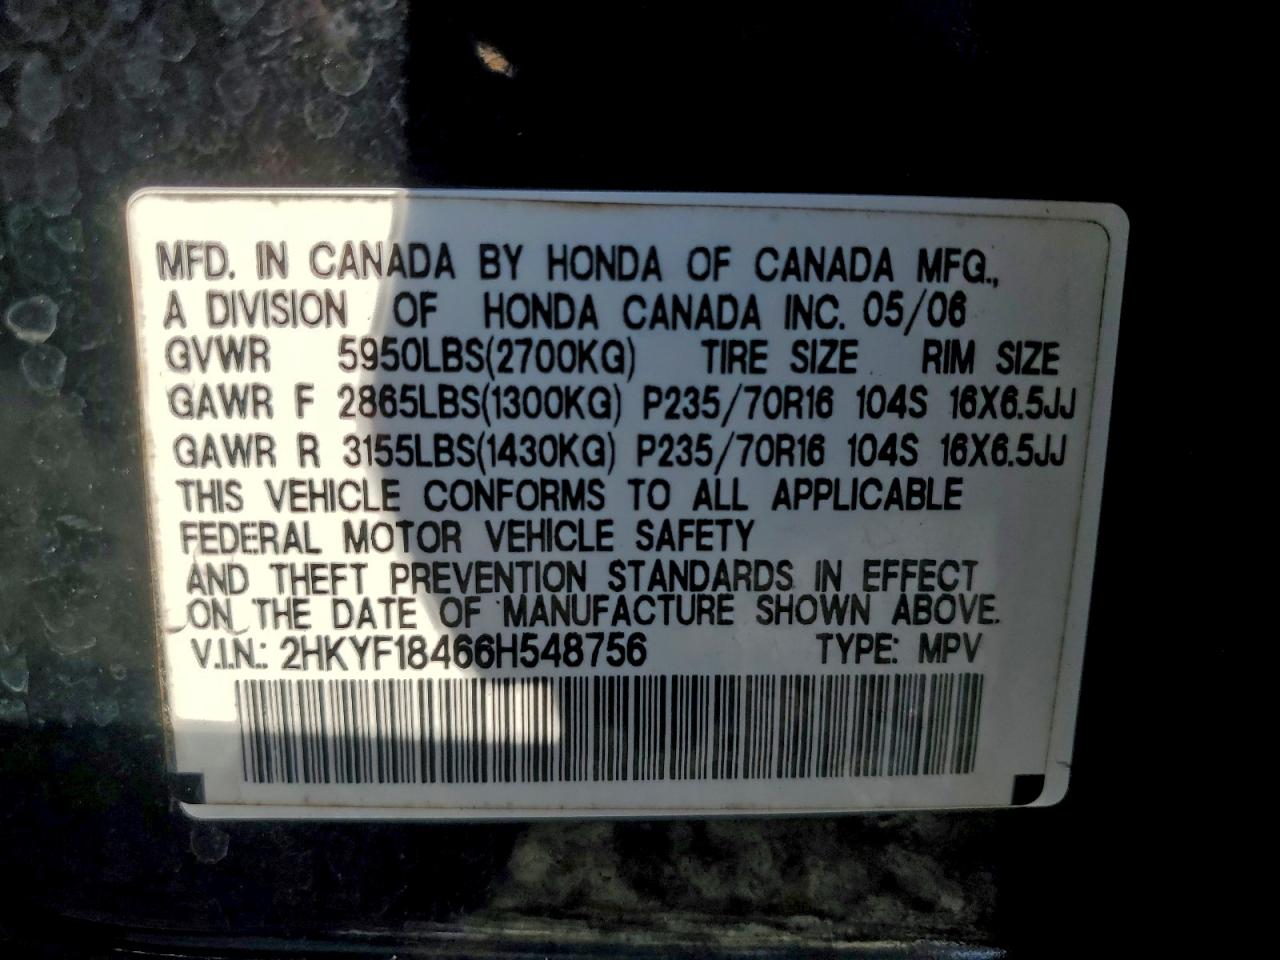 MFD. IN CANADA BY HONDA OF CANADA MFG.,
A DIVISION OF HONDA CANADA INC. 05/06
GVWR 5950LBS(2700KG) TIRE SIZE RIM SIZE
GAWR F 2865LBS(1300KG) P235/70R16 104S 16X6.5JJ
GAWR R 3155LBS(1430KG) P235/70R16 104S 16X6.5JJ
THIS VEHICLE CONFORMS TO ALL APPLICABLE
FEDERAL MOTOR VEHICLE SAFETY
AND THEFT PREVENTION STANDARDS IN EFFECT
ON THE DATE OF MANUFACTURE SHOWN ABOVE.
V.I.N.: 2HKYF18466H548756 TYPE: MPV